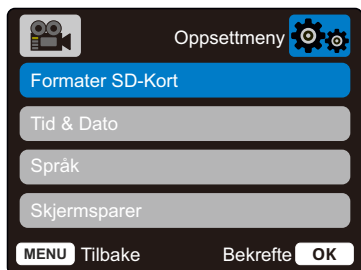 Oppsettmeny
Formater SD-Kort
Tid & Dato
Språk
Skjermsparer
MENU Tilbake Bekrefte OK